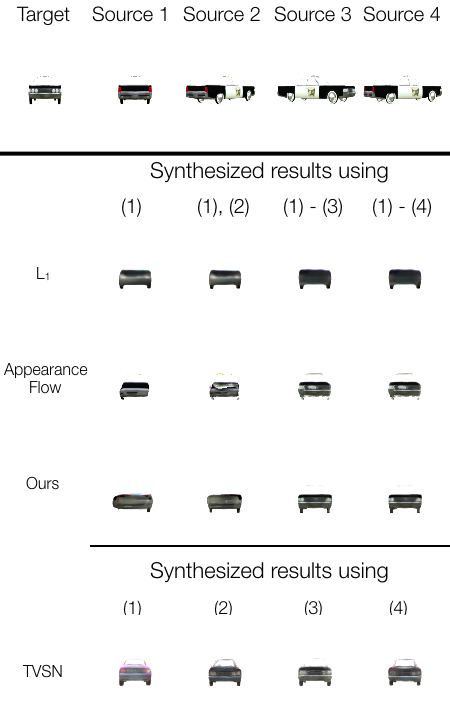 Target Source 1 Source 2 Source 3 Source 4
Synthesized results using
(1) (1), (2) (1) - (3) (1) - (4)
L₁
Appearance
Flow
Ours
Synthesized results using
(1) (2) (3) (4)
TVSN